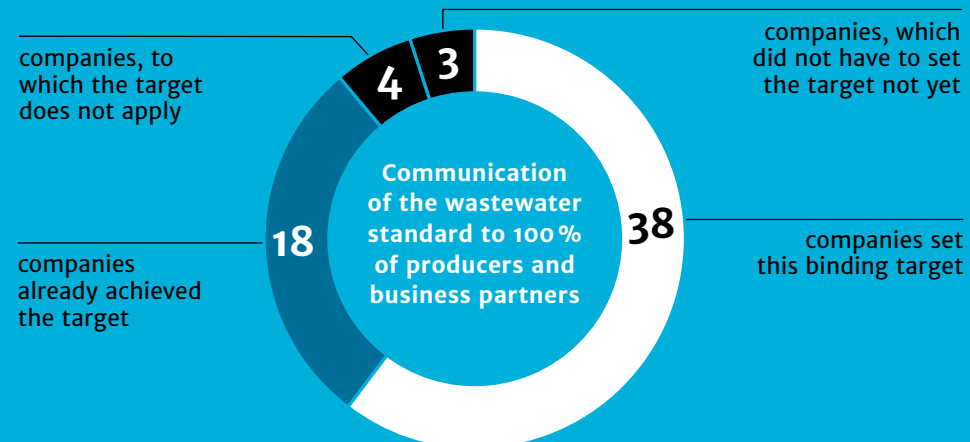 companies, to
which the target
does not apply
4
3
companies, which
did not have to set
the target not yet
Communication
of the wastewater
standard to 100 %
of producers and
business partners
18
companies
already achieved
the target
38
companies set
this binding target